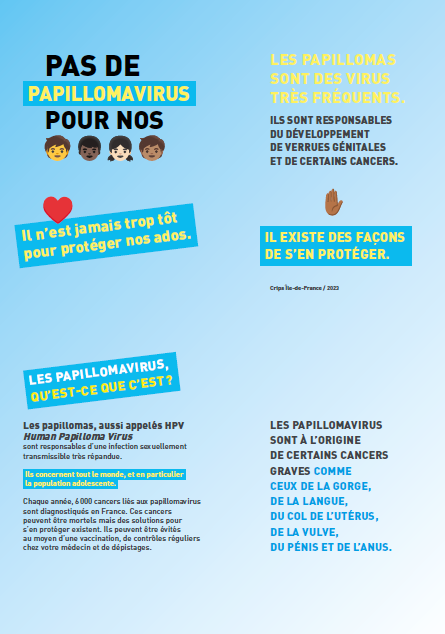 PAS DE
PAPILLOMAVIRUS
POUR NOS
Il n'est jamais trop tôt
pour protéger nos ados.
LES PAPILLOMAS
SONT DES VIRUS
TRÈS FRÉQUENTS.
ILS SONT RESPONSABLES
DU DÉVELOPPEMENT
DE VERRUES GÉNITALES
ET DE CERTAINS CANCERS.
IL EXISTE DES FAÇONS
DE S'EN PROTÉGER.
Crips Île-de-France / 2023
LES PAPILLOMAVIRUS,
QU'EST-CE QUE C'EST ?
Les papillomas, aussi appelés HPV
Human Papilloma Virus
sont responsables d'une infection sexuellement
transmissible très répandue.
Ils concernent tout le monde, et en particulier
la population adolescente.
Chaque année, 6 000 cancers liés aux papillomavirus
sont diagnostiqués en France. Ces cancers
peuvent être mortels mais des solutions pour
s'en protéger existent. Ils peuvent être évités
au moyen d'une vaccination, de contrôles réguliers
chez votre médecin et de dépistages.
LES PAPILLOMAVIRUS
SONT À L'ORIGINE
DE CERTAINS CANCERS
GRAVES COMME
CEUX DE LA GORGE,
DE LA LANGUE,
DU COL DE L'UTÉRUS,
DE LA VULVE,
DU PÉNIS ET DE L'ANUS.